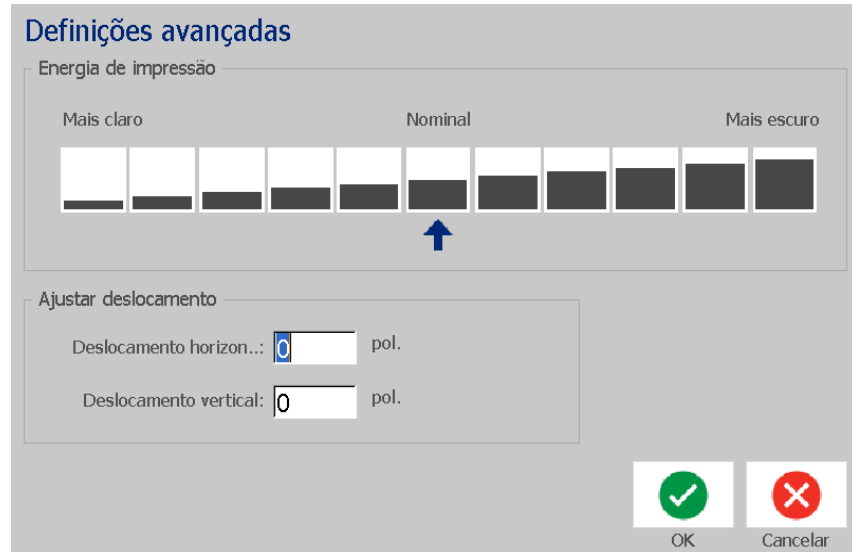 Definições avançadas
Energia de impressão
Mais claro Nominal Mais escuro
Ajustar deslocamento
Deslocamento horizon..: 0 pol.
Deslocamento vertical: 0 pol.
OK Cancelar